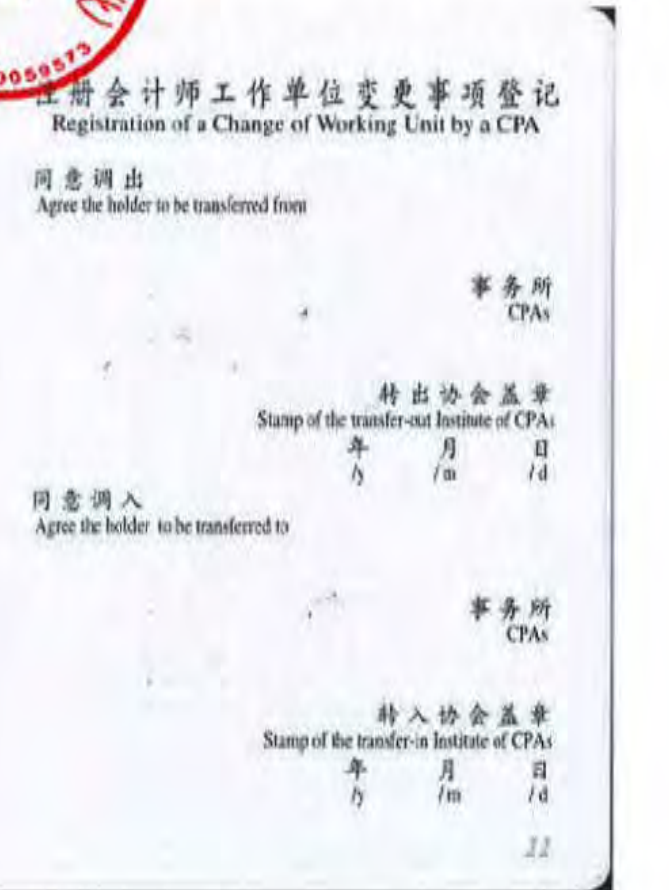 059573
注册会计师工作单位变更事项登记
Registration of a Change of Working Unit by a CPA
同意调出
Agree the holder to be transferred from
事务所
CPAs
转出协会盖章
Stamp of the transfer-out Institute of CPAs
年 月 日
/y /m /d
同意调入
Agree the holder to be transferred to
事务所
CPAs
转入协会盖章
Stamp of the transfer-in Institute of CPAs
年 月 日
/y /m /d
11